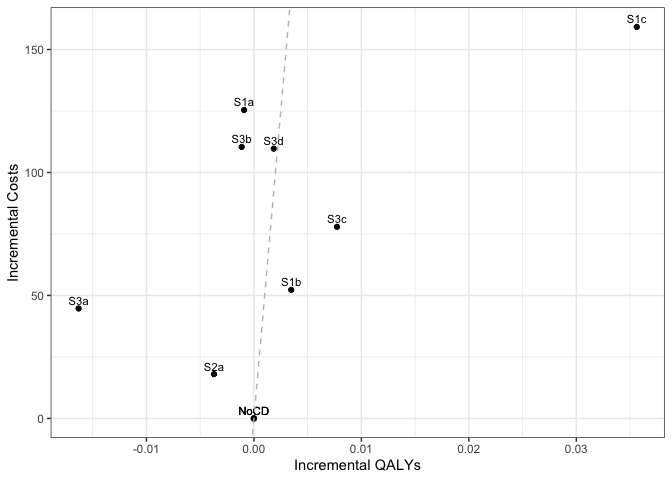 S1c
150
S1a
S3b
S3d
100
S3c
S1b
50
S3a
S2a
NoCD
0
-0.01
0.00
0.01
0.02
0.03
Incremental QALYs
Incremental Costs